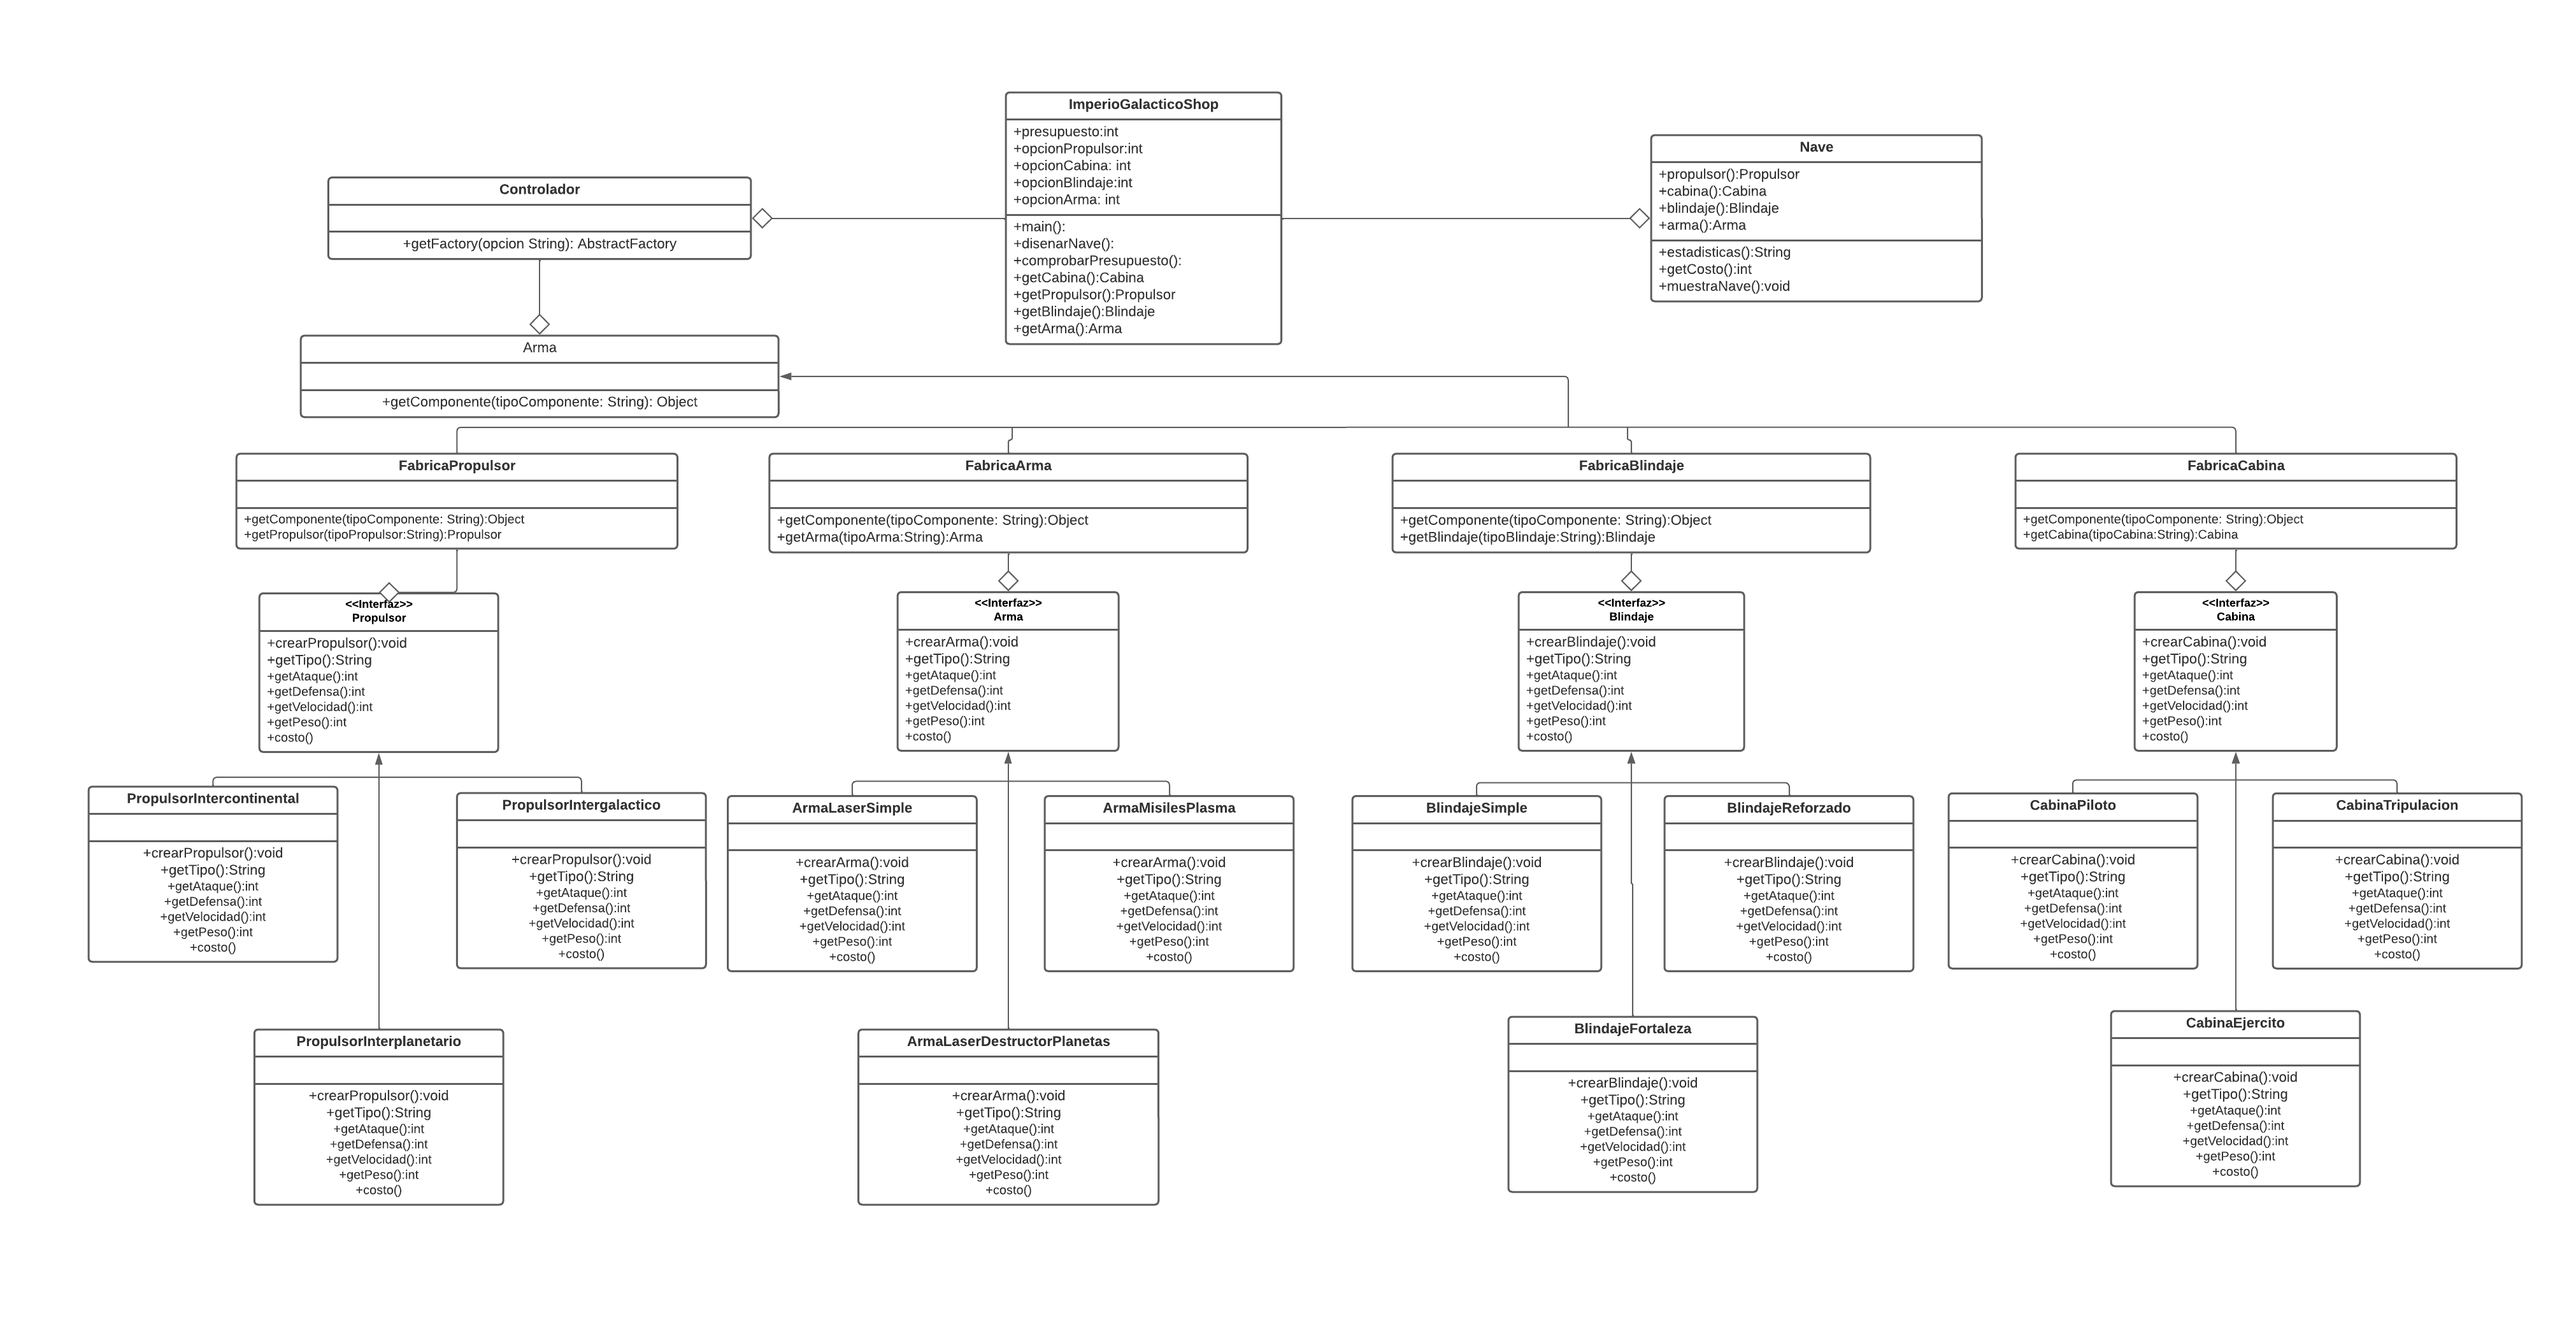 ImperioGalacticoShop
+presupuesto:int
+opcionPropulsor:int
+opcionCabina: int
+opcionBlindaje:int
+opcionArma: int
+main():
+disenarNave():
+comprobarPresupuesto():
+getCabina():Cabina
+getPropulsor():Propulsor
+getBlindaje():Blindaje
+getArma():Arma
Nave
+propulsor():Propulsor
+cabina():Cabina
+blindaje():Blindaje
+arma():Arma
+estadisticas():String
+getCosto():int
+muestraNave():void
Controlador
+getFactory(opcion String): AbstractFactory
Arma
+getComponente(tipoComponente: String): Object
FabricaPropulsor
+getComponente(tipoComponente: String):Object
+getPropulsor(tipoPropulsor:String):Propulsor
FabricaArma
+getComponente(tipoComponente: String):Object
+getArma(tipoArma:String):Arma
FabricaBlindaje
+getComponente(tipoComponente: String):Object
+getBlindaje(tipoBlindaje:String):Blindaje
FabricaCabina
+getComponente(tipoComponente: String):Object
+getCabina(tipoCabina:String):Cabina
<<Interfaz>>
Propulsor
+crearPropulsor():void
+getTipo():String
+getAtaque():int
+getDefensa():int
+getVelocidad():int
+getPeso():int
+costo()
<<Interfaz>>
Arma
+crearArma():void
+getTipo():String
+getAtaque():int
+getDefensa():int
+getVelocidad():int
+getPeso():int
+costo()
<<Interfaz>>
Blindaje
+crearBlindaje():void
+getTipo():String
+getAtaque():int
+getDefensa():int
+getVelocidad():int
+getPeso():int
+costo()
<<Interfaz>>
Cabina
+crearCabina():void
+getTipo():String
+getAtaque():int
+getDefensa():int
+getVelocidad():int
+getPeso():int
+costo()
PropulsorIntercontinental
+crearPropulsor():void
+getTipo():String
+getAtaque():int
+getDefensa():int
+getVelocidad():int
+getPeso():int
+costo()
PropulsorIntergalactico
+crearPropulsor():void
+getTipo():String
+getAtaque():int
+getDefensa():int
+getVelocidad():int
+getPeso():int
+costo()
ArmaLaserSimple
+crearArma():void
+getTipo():String
+getAtaque():int
+getDefensa():int
+getVelocidad():int
+getPeso():int
+costo()
ArmaMisilesPlasma
+crearArma():void
+getTipo():String
+getAtaque():int
+getDefensa():int
+getVelocidad():int
+getPeso():int
+costo()
BlindajeSimple
+crearBlindaje():void
+getTipo():String
+getAtaque():int
+getDefensa():int
+getVelocidad():int
+getPeso():int
+costo()
BlindajeReforzado
+crearBlindaje():void
+getTipo():String
+getAtaque():int
+getDefensa():int
+getVelocidad():int
+getPeso():int
+costo()
CabinaPiloto
+crearCabina():void
+getTipo():String
+getAtaque():int
+getDefensa():int
+getVelocidad():int
+getPeso():int
+costo()
CabinaTripulacion
+crearCabina():void
+getTipo():String
+getAtaque():int
+getDefensa():int
+getVelocidad():int
+getPeso():int
+costo()
PropulsorInterplanetario
+crearPropulsor():void
+getTipo():String
+getAtaque():int
+getDefensa():int
+getVelocidad():int
+getPeso():int
+costo()
ArmaLaserDestructorPlanetas
+crearArma():void
+getTipo():String
+getAtaque():int
+getDefensa():int
+getVelocidad():int
+getPeso():int
+costo()
BlindajeFortaleza
+crearBlindaje():void
+getTipo():String
+getAtaque():int
+getDefensa():int
+getVelocidad():int
+getPeso():int
+costo()
CabinaEjercito
+crearCabina():void
+getTipo():String
+getAtaque():int
+getDefensa():int
+getVelocidad():int
+getPeso():int
+costo()